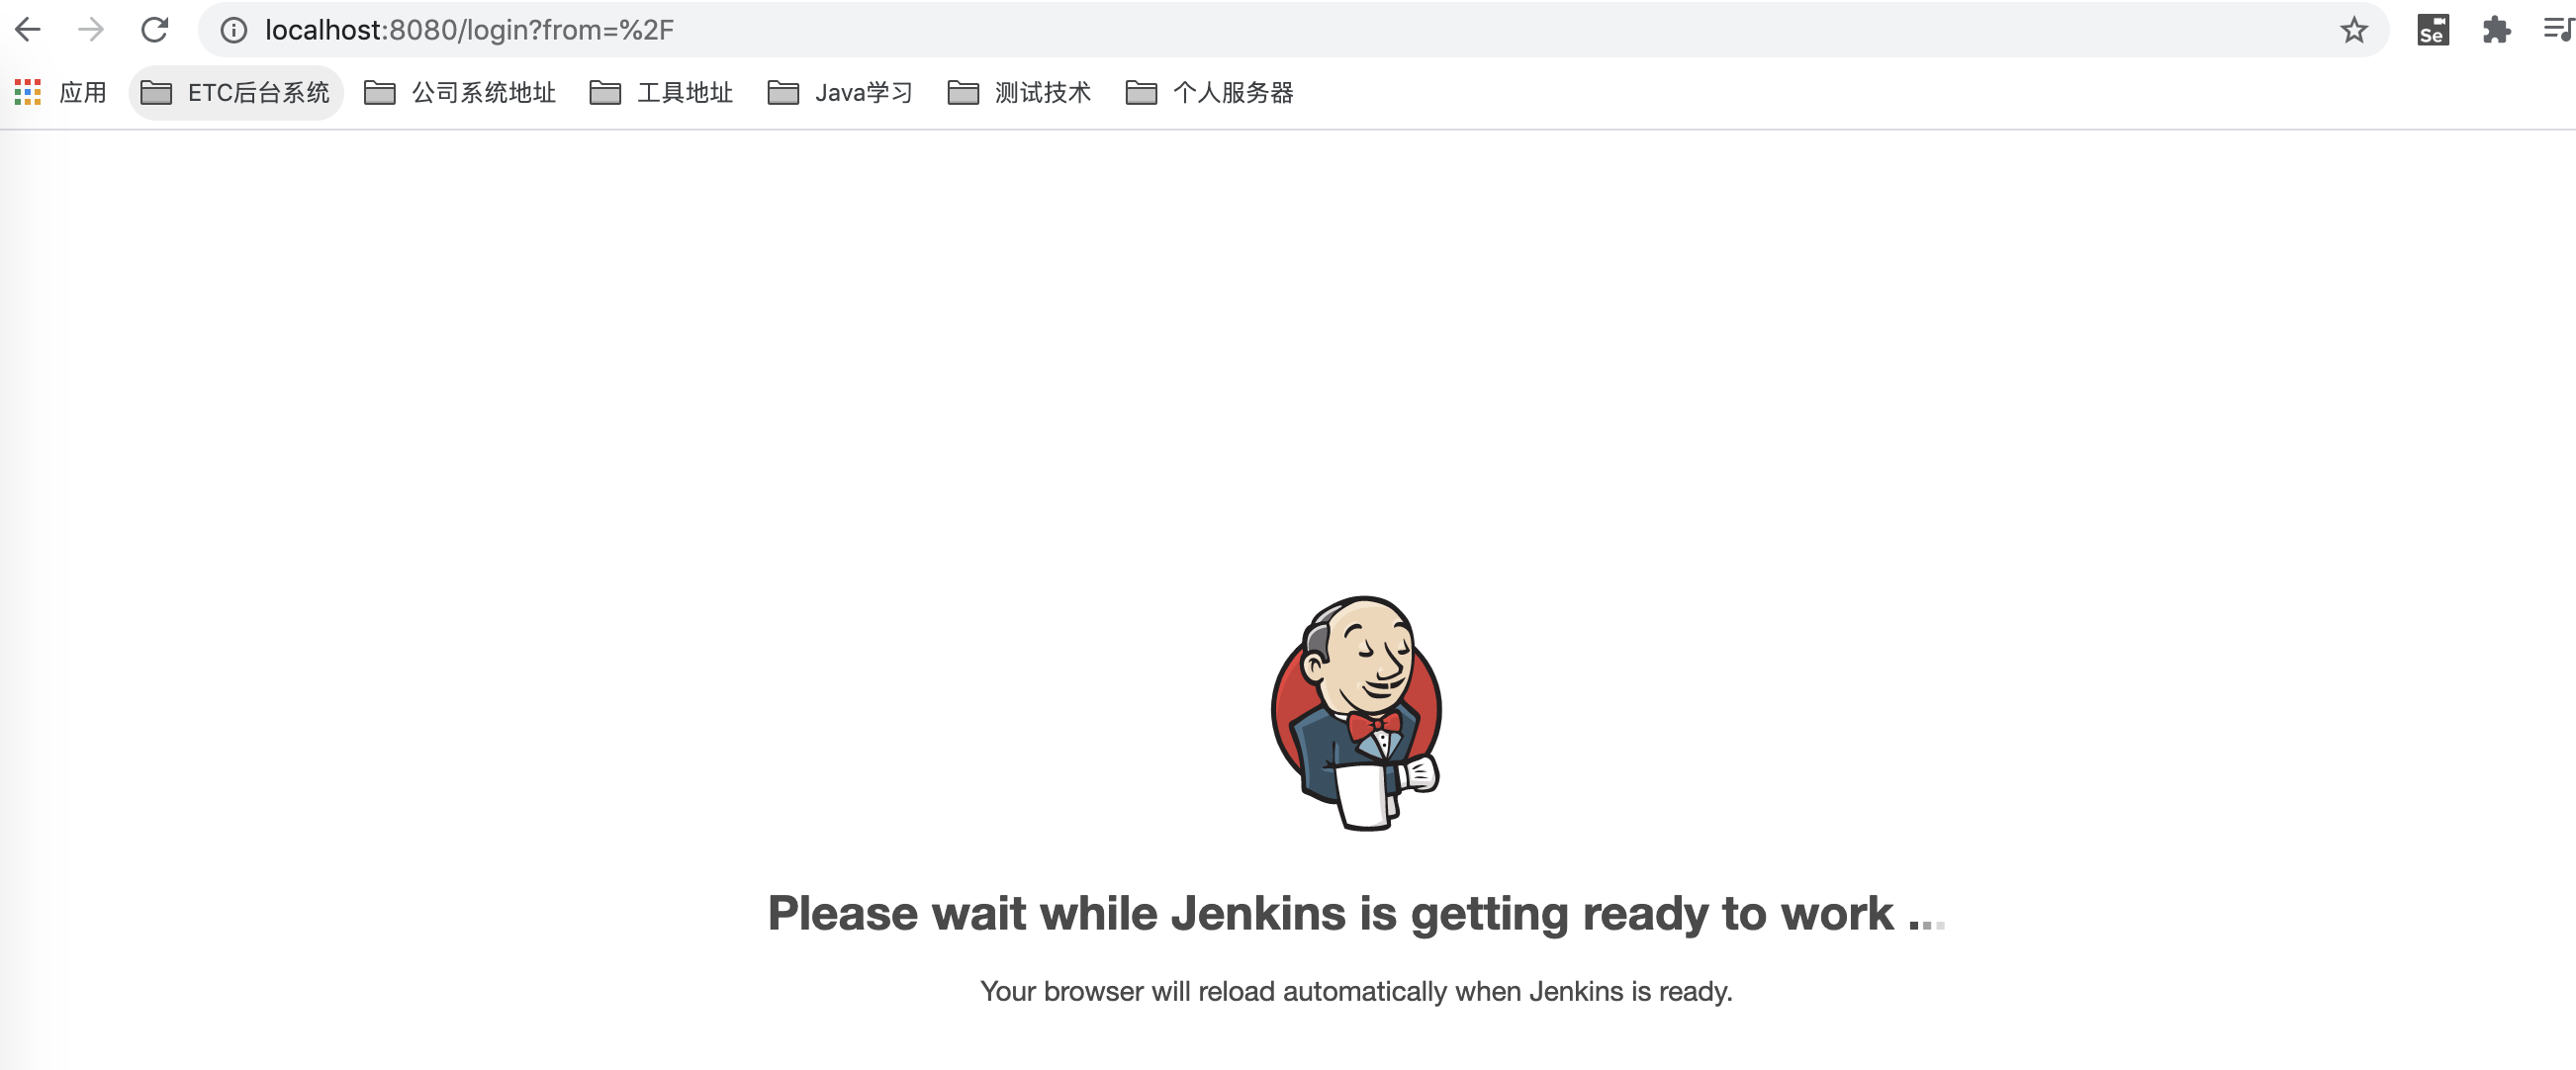 localhost:8080/login?from=%2F
Se
应用 ETC后台系统 公司系统地址 工具地址 Java学习 测试技术 个人服务器
Please wait while Jenkins is getting ready to work ...
Your browser will reload automatically when Jenkins is ready.